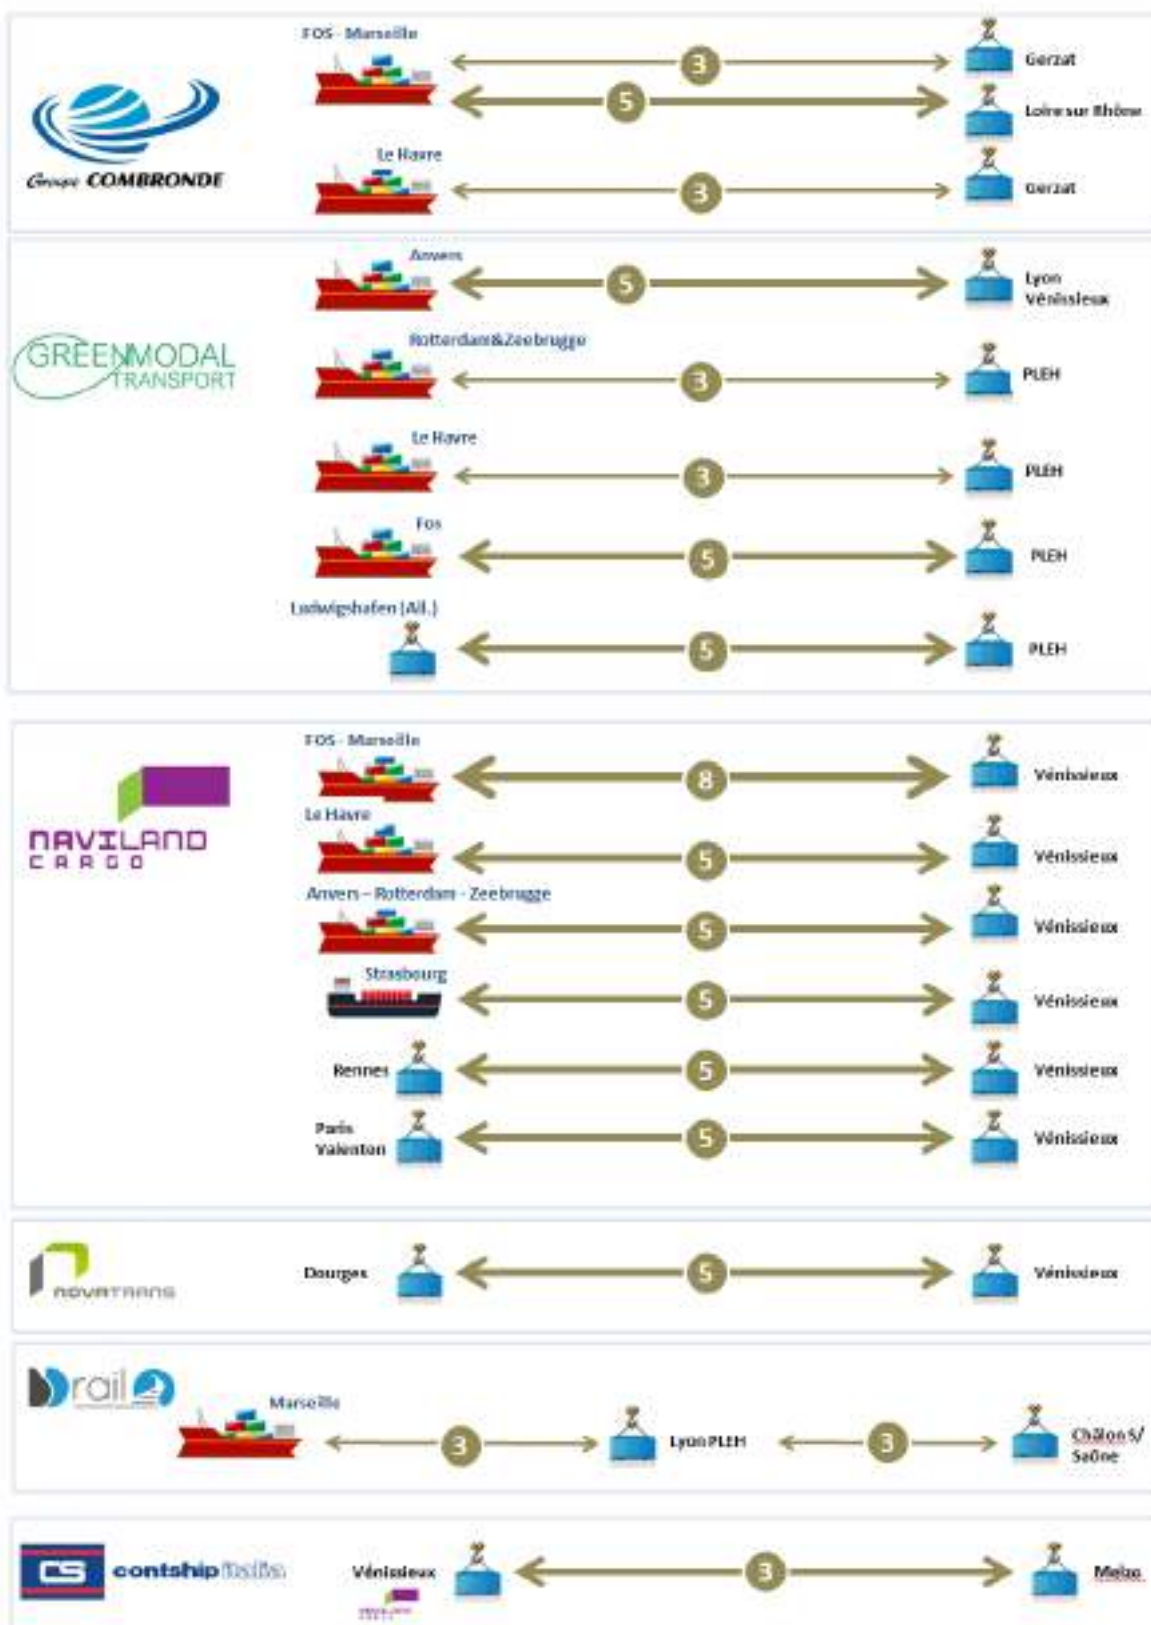 FOS - Marseille
3
Gerzat
5
Loire sur Rhône
Groupe COMBRONDE
Le Havre
3
Gerzat
Anvers
5
Lyon
Vénissieux
GREENMODAL
TRANSPORT
Rotterdam&Zeebrugge
3
PLEH
Le Havre
3
PLEH
Fos
5
PLEH
Ludwigshafen (All.)
5
PLEH
FOS - Marseille
8
Vénissieux
NAVILAND
CARGO
Le Havre
5
Vénissieux
Anvers – Rotterdam - Zeebrugge
5
Vénissieux
Strasbourg
5
Vénissieux
Rennes
5
Vénissieux
Paris
Valenton
5
Vénissieux
NOVATRANS
Dourges
5
Vénissieux
rail
Marseille
3
Lyon PLEH
3
Châlon S/
Saône
CS contship italia
Vénissieux
3
Melzo